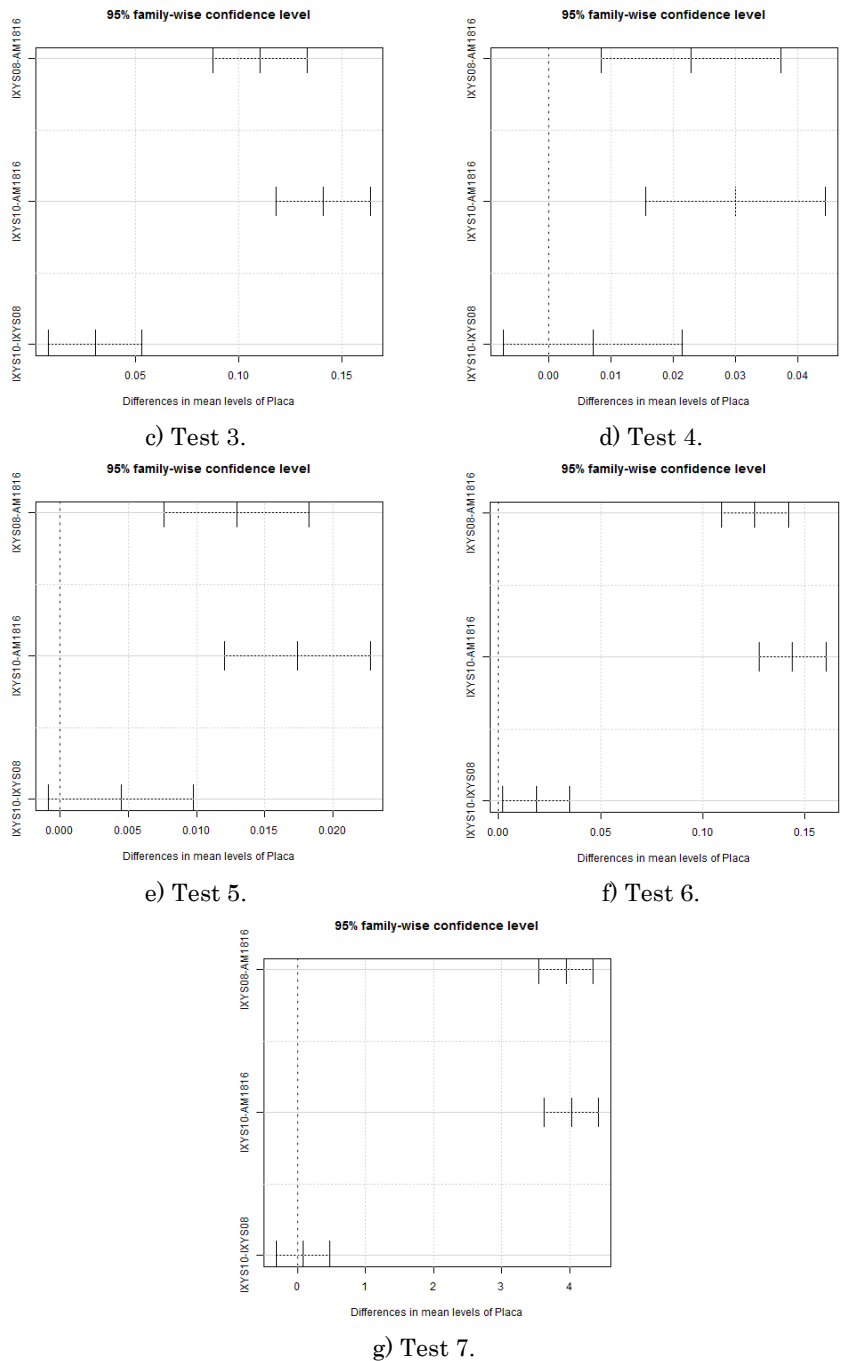 95% family-wise confidence level
IXYS08-AM1816
IXYS10-AM1816
IXYS10-IXYS08
0.05 0.10 0.15
Differences in mean levels of Placa
c) Test 3.
95% family-wise confidence level
IXYS08-AM1816
IXYS10-AM1816
IXYS10-IXYS08
0.00 0.01 0.02 0.03 0.04
Differences in mean levels of Placa
d) Test 4.
95% family-wise confidence level
IXYS08-AM1816
IXYS10-AM1816
IXYS10-IXYS08
0.000 0.005 0.010 0.015 0.020
Differences in mean levels of Placa
e) Test 5.
95% family-wise confidence level
IXYS08-AM1816
IXYS10-AM1816
IXYS10-IXYS08
0.00 0.05 0.10 0.15
Differences in mean levels of Placa
f) Test 6.
95% family-wise confidence level
IXYS08-AM1816
IXYS10-AM1816
IXYS10-IXYS08
0 1 2 3 4
Differences in mean levels of Placa
g) Test 7.